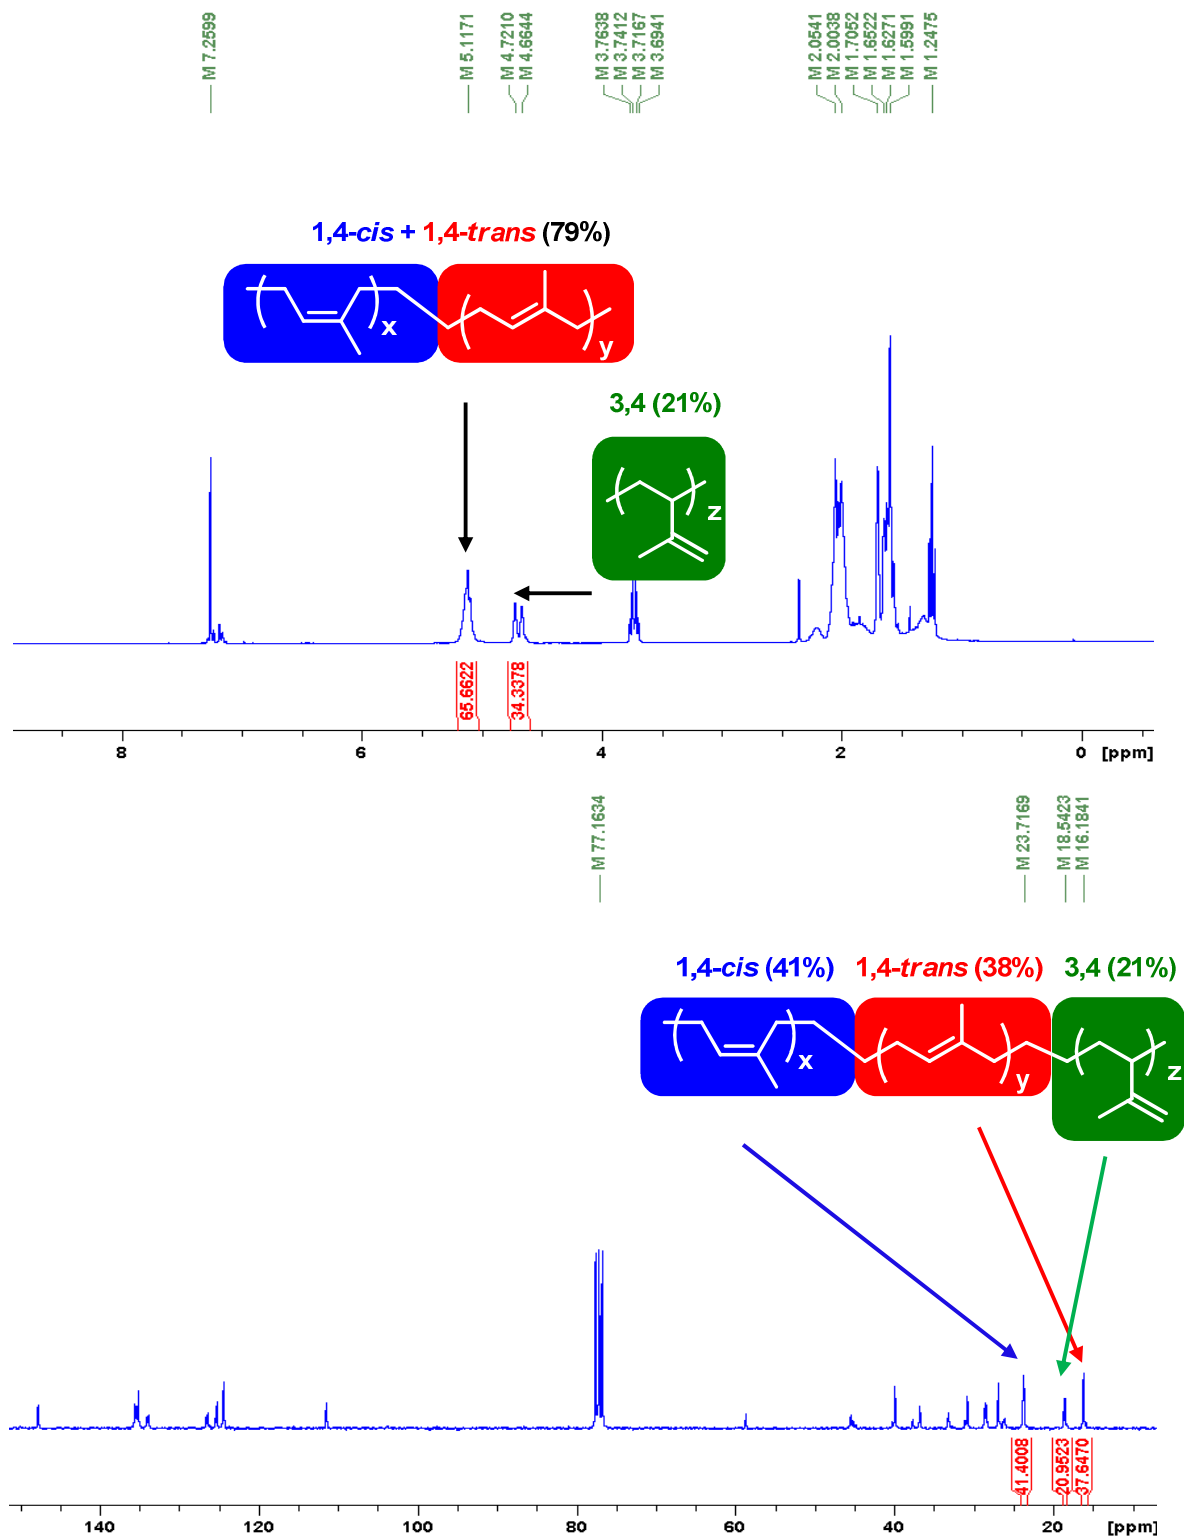 M 7.2599
M 5.1171
M 4.7210
M 4.6644
M 3.7638
M 3.7412
M 3.7167
M 3.6941
M 2.0541
M 2.0038
M 1.7052
M 1.6522
M 1.6271
M 1.5991
M 1.2475
1,4-cis + 1,4-trans (79%)
x
y
3,4 (21%)
z
65.6622
34.3378
8 6 4 2 0 [ppm]
M 77.1634
M 23.7169
M 18.5423
M 16.1841
1,4-cis (41%) 1,4-trans (38%) 3,4 (21%)
x
y
z
41.4008
20.9523
37.6470
140 120 100 80 60 40 20 [ppm]